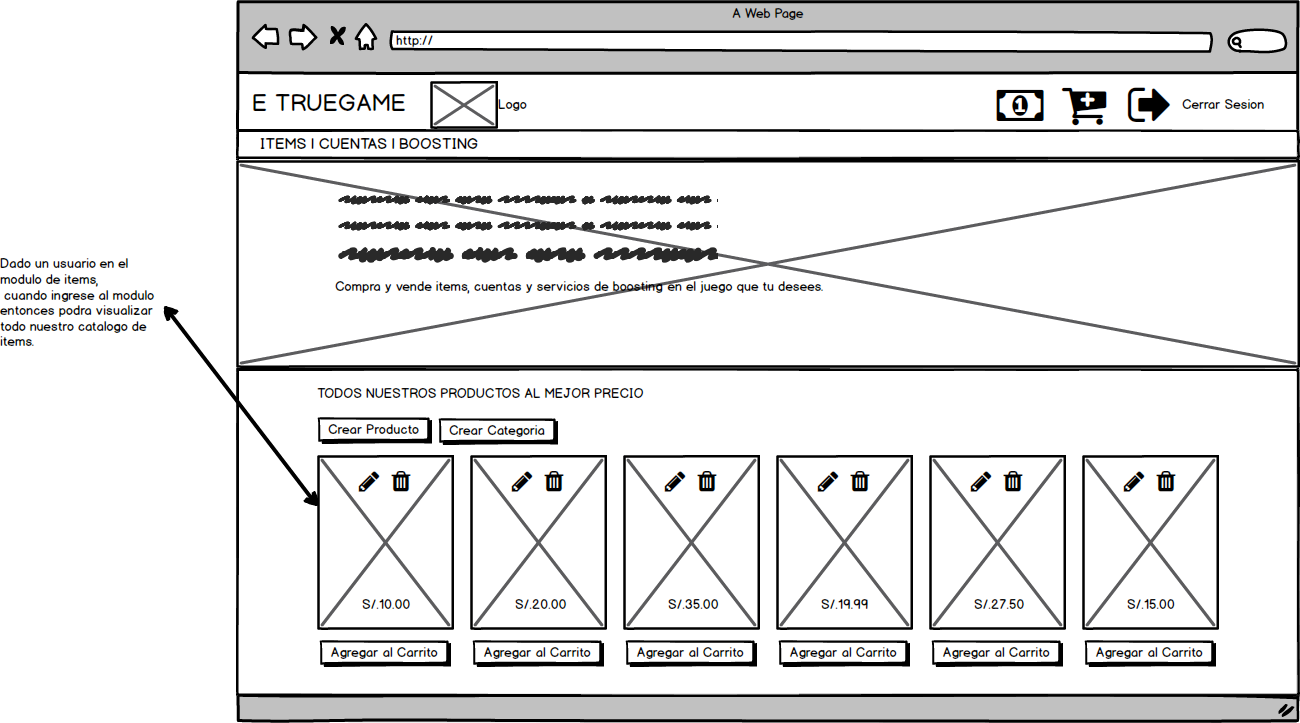 A Web Page
http://
E TRUEGAME
Logo
1
Cerrar Sesion
ITEMS | CUENTAS | BOOSTING
Compra y vende items, cuentas y servicios de boosting en el juego que tu desees.
Dado un usuario en el
modulo de items,
cuando ingrese al modulo
entonces podra visualizar
todo nuestro catalogo de
items.
TODOS NUESTROS PRODUCTOS AL MEJOR PRECIO
Crear Producto
Crear Categoria
S/.10.00
S/.20.00
S/.35.00
S/.19.99
S/.27.50
S/.15.00
Agregar al Carrito
Agregar al Carrito
Agregar al Carrito
Agregar al Carrito
Agregar al Carrito
Agregar al Carrito